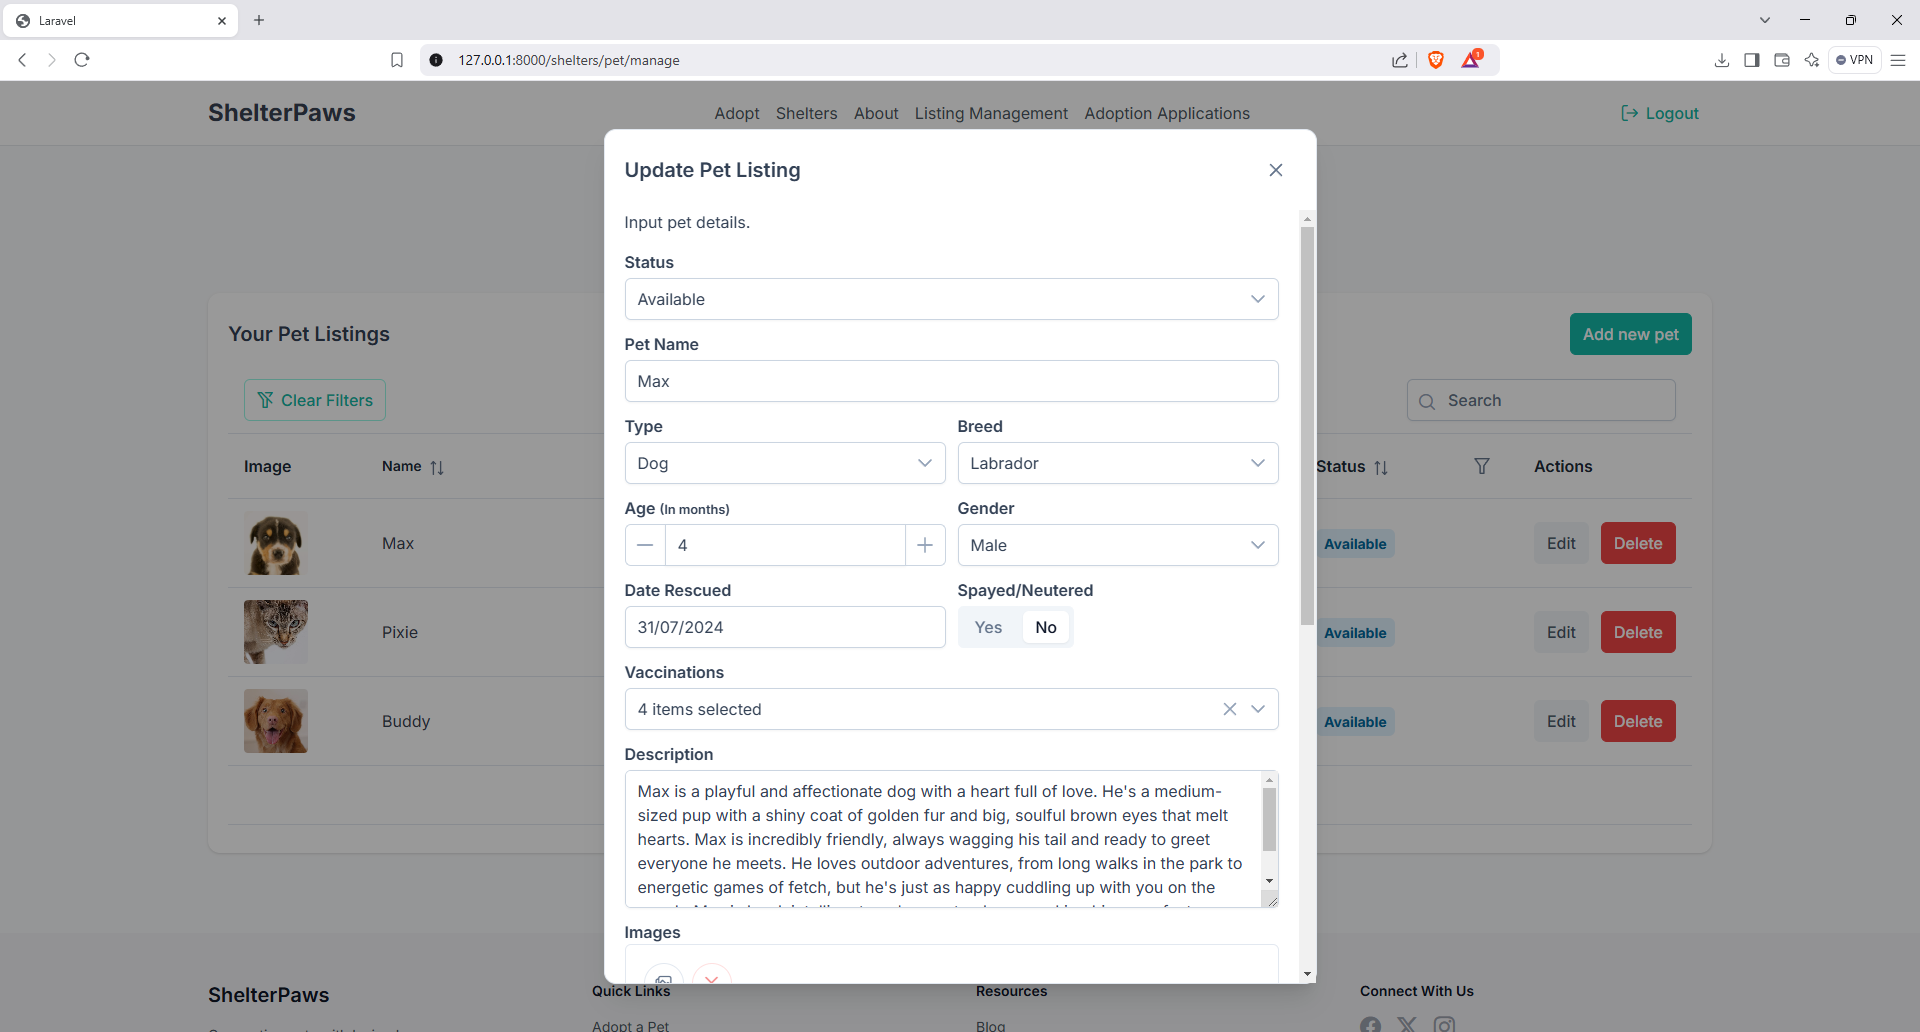 Laravel
127.0.0.1:8000/shelters/pet/manage
1
VPN
ShelterPaws
Adopt Shelters About Listing Management Adoption Applications
Logout
Update Pet Listing
Input pet details.
Status
Available
Pet Name
Max
Type Breed
Dog Labrador
Age (In months) Gender
4 Male
Date Rescued Spayed/Neutered
31/07/2024 Yes No
Vaccinations
4 items selected
Description
Max is a playful and affectionate dog with a heart full of love. He's a medium-
sized pup with a shiny coat of golden fur and big, soulful brown eyes that melt
hearts. Max is incredibly friendly, always wagging his tail and ready to greet
everyone he meets. He loves outdoor adventures, from long walks in the park to
energetic games of fetch, but he's just as happy cuddling up with you on the
Images
Your Pet Listings
Add new pet
Clear Filters
Search
Image Name Status Actions
Max Available Edit Delete
Pixie Available Edit Delete
Buddy Available Edit Delete
ShelterPaws
Quick Links
Adopt a Pet
Resources
Blog
Connect With Us